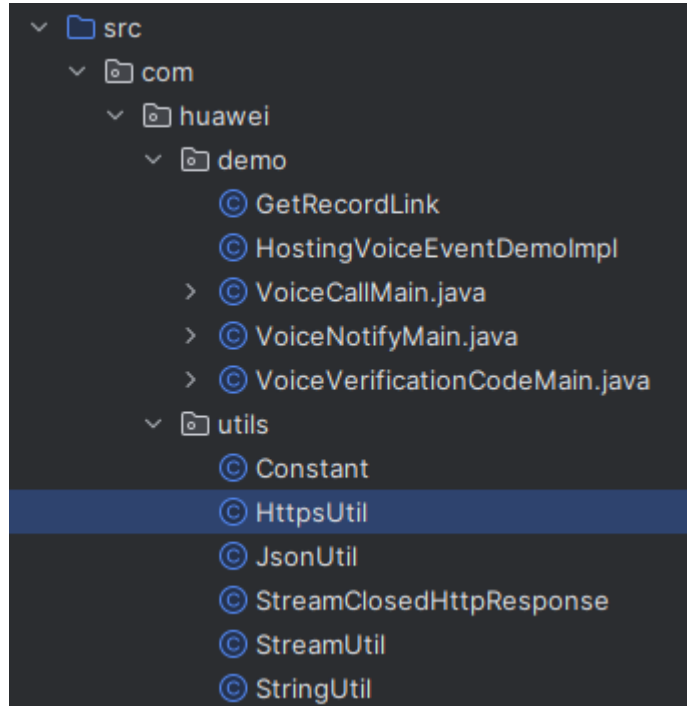 src
com
huawei
demo
GetRecordLink
HostingVoiceEventDemoImpl
VoiceCallMain.java
VoiceNotifyMain.java
VoiceVerificationCodeMain.java
utils
Constant
HttpsUtil
JsonUtil
StreamClosedHttpResponse
StreamUtil
StringUtil